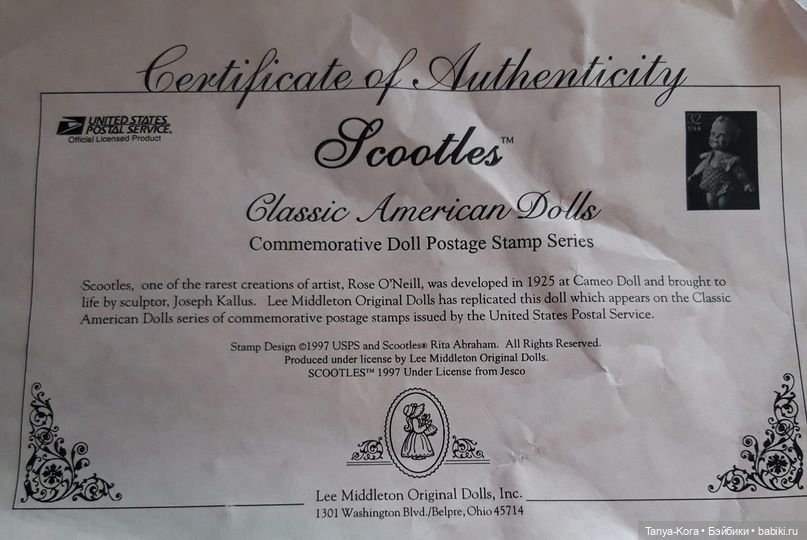 Certificate of Authenticity
UNITED STATES
POSTAL SERVICE®
Official Licensed Product
32
USA
Scootles™
Classic American Dolls
Commemorative Doll Postage Stamp Series
Scootles, one of the rarest creations of artist, Rose O'Neill, was developed in 1925 at Cameo Doll and brought to
life by sculptor, Joseph Kallus. Lee Middleton Original Dolls has replicated this doll which appears on the Classic
American Dolls series of commemorative postage stamps issued by the United States Postal Service.
Stamp Design ©1997 USPS and Scootles® Rita Abraham. All Rights Reserved.
Produced under license by Lee Middleton Original Dolls.
SCOOTLES™ 1997 Under License from Jesco
Lee Middleton Original Dolls, Inc.
1301 Washington Blvd./Belpre, Ohio 45714
Tanya-Kora • Бэйбики • babiki.ru